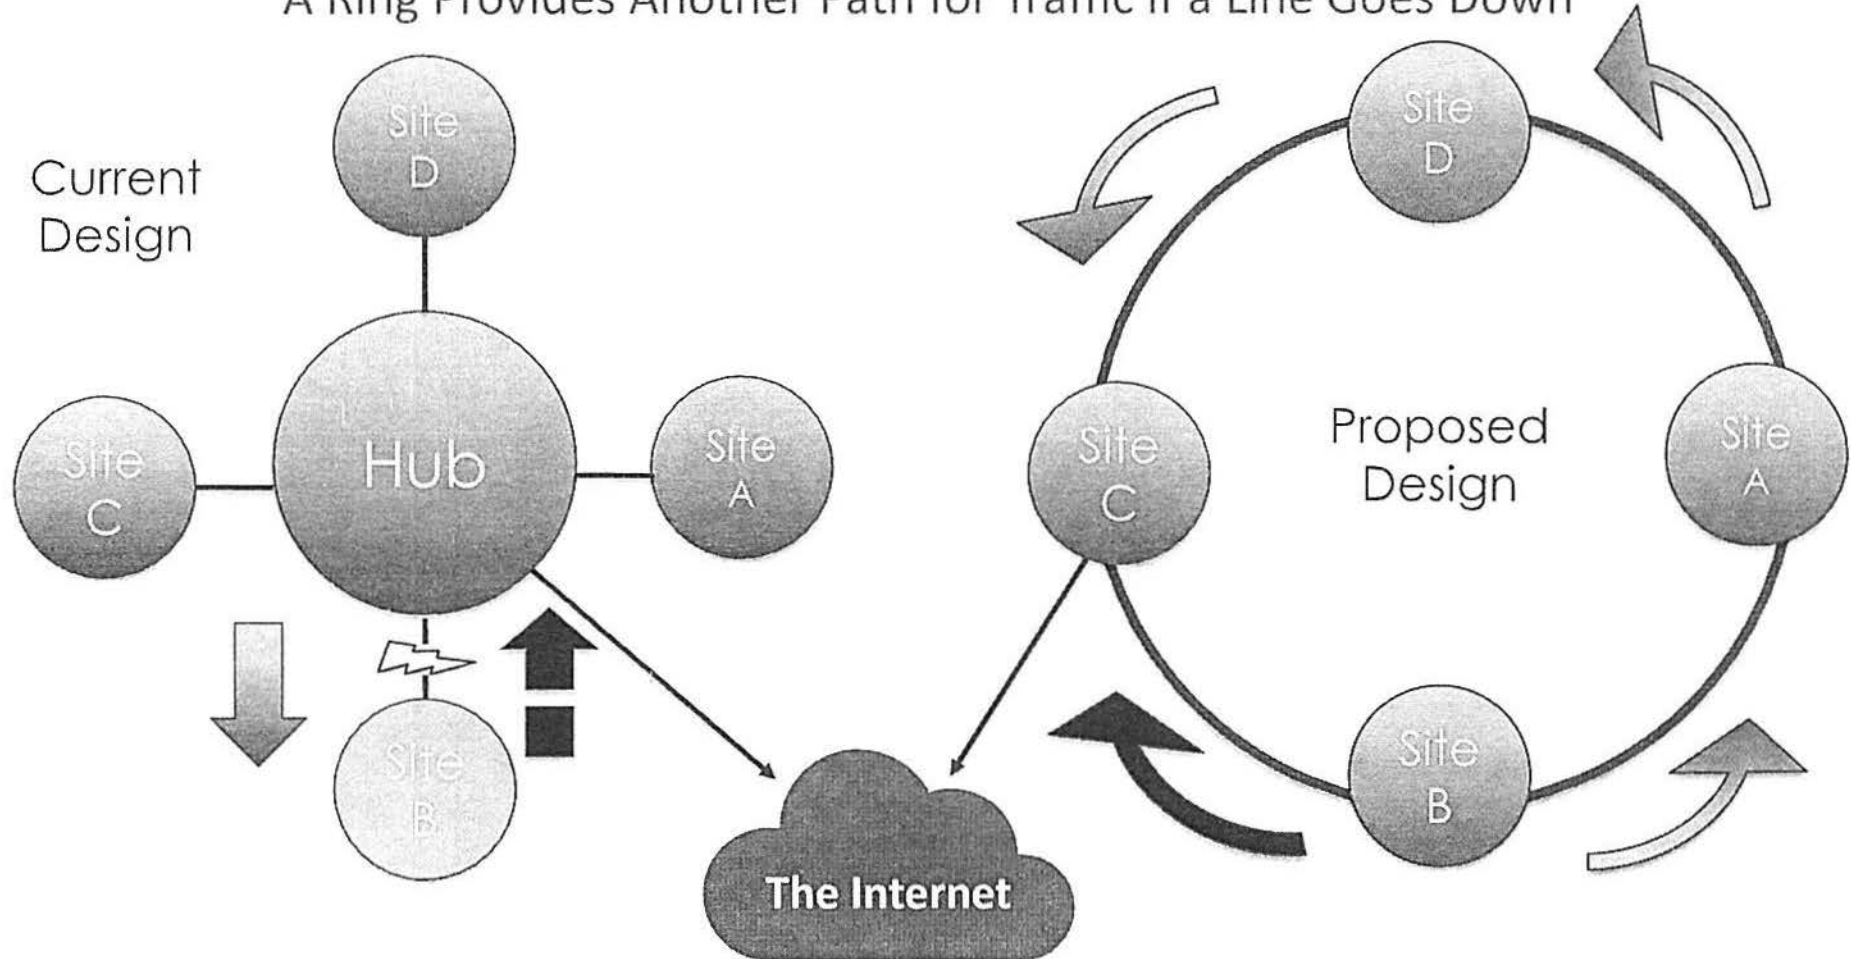 A Ring Provides Another Path for Traffic if a Line Goes Down
Current
Design
Site
D
Site
C
Hub
Site
A
Site
B
Site
D
Site
C
Proposed
Design
Site
A
Site
B
The Internet